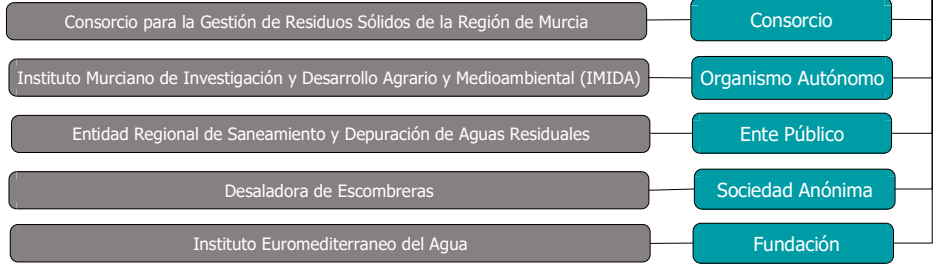 Consorcio para la Gestión de Residuos Sólidos de la Región de Murcia
Consorcio
Instituto Murciano de Investigación y Desarrollo Agrario y Medioambiental (IMIDA)
Organismo Autónomo
Entidad Regional de Saneamiento y Depuración de Aguas Residuales
Ente Público
Desaladora de Escombreras
Sociedad Anónima
Instituto Euromediterraneo del Agua
Fundación